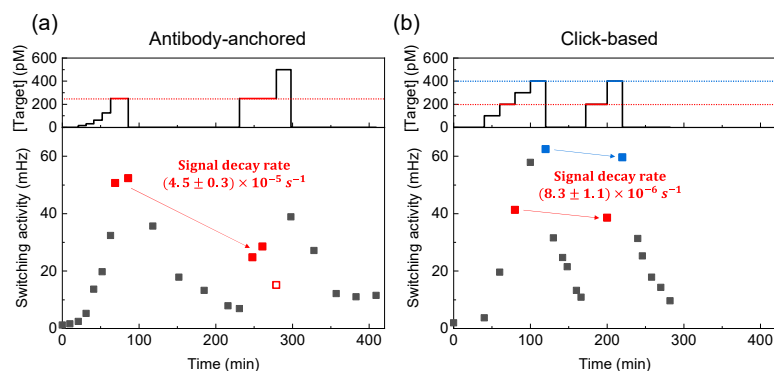 (a)
Antibody-anchored
[Target] (pM)
600
400
200
0
Switching activity (mHz)
60
40
20
0
Signal decay rate
(4.5 ± 0.3) × 10⁻⁵ s⁻¹
0 100 200 300 400
Time (min)
(b)
Click-based
[Target] (pM)
600
400
200
0
Switching activity (mHz)
60
40
20
0
Signal decay rate
(8.3 ± 1.1) × 10⁻⁶ s⁻¹
0 100 200 300 400
Time (min)